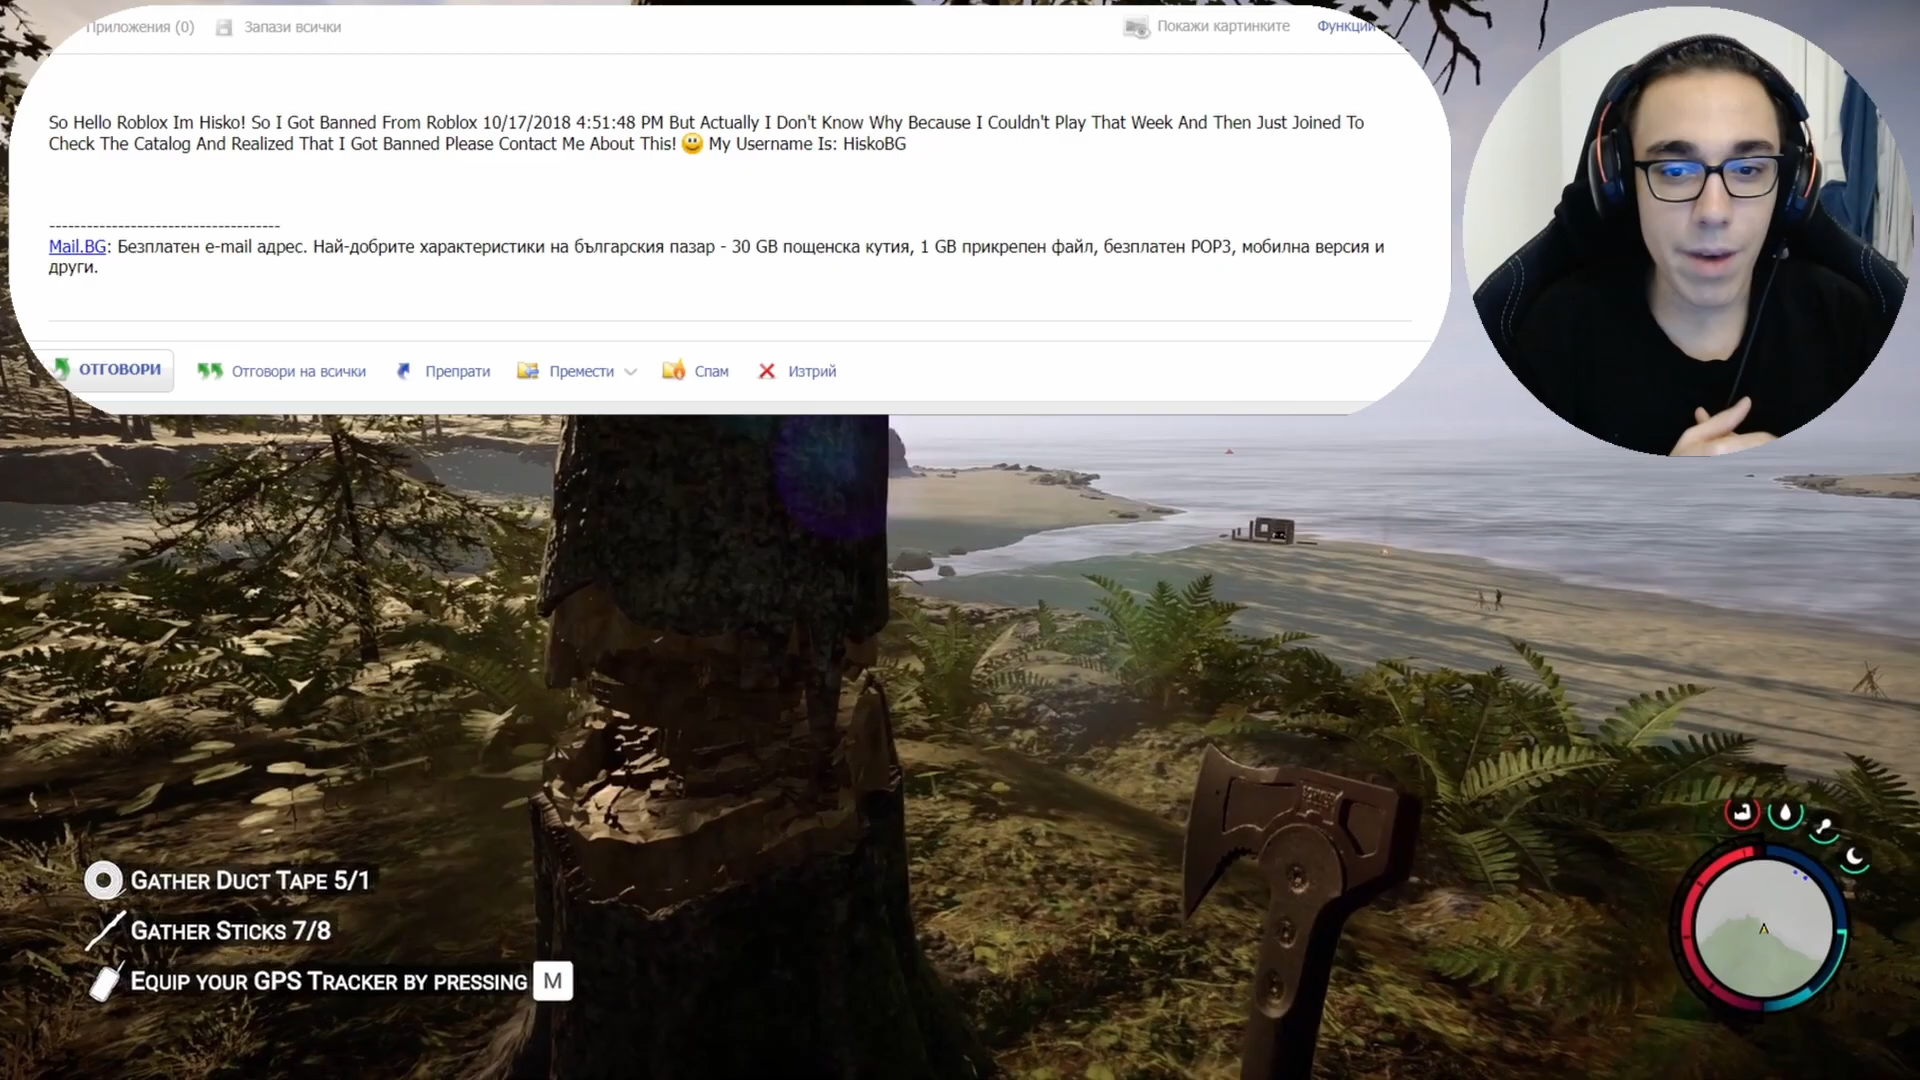 Приложения (0) Запази всички Покажи картинките Функции
So Hello Roblox Im Hisko! So I Got Banned From Roblox 10/17/2018 4:51:48 PM But Actually I Don't Know Why Because I Couldn't Play That Week And Then Just Joined To
Check The Catalog And Realized That I Got Banned Please Contact Me About This! My Username Is: HiskoBG
-------------------------------------
Mail.BG: Безплатен e-mail адрес. Най-добрите характеристики на българския пазар - 30 GB пощенска кутия, 1 GB прикрепен файл, безплатен POP3, мобилна версия и
други.
ОТГОВОРИ Отговори на всички Препрати Премести Спам Изтрий
GATHER DUCT TAPE 5/1
GATHER STICKS 7/8
EQUIP YOUR GPS TRACKER BY PRESSING M